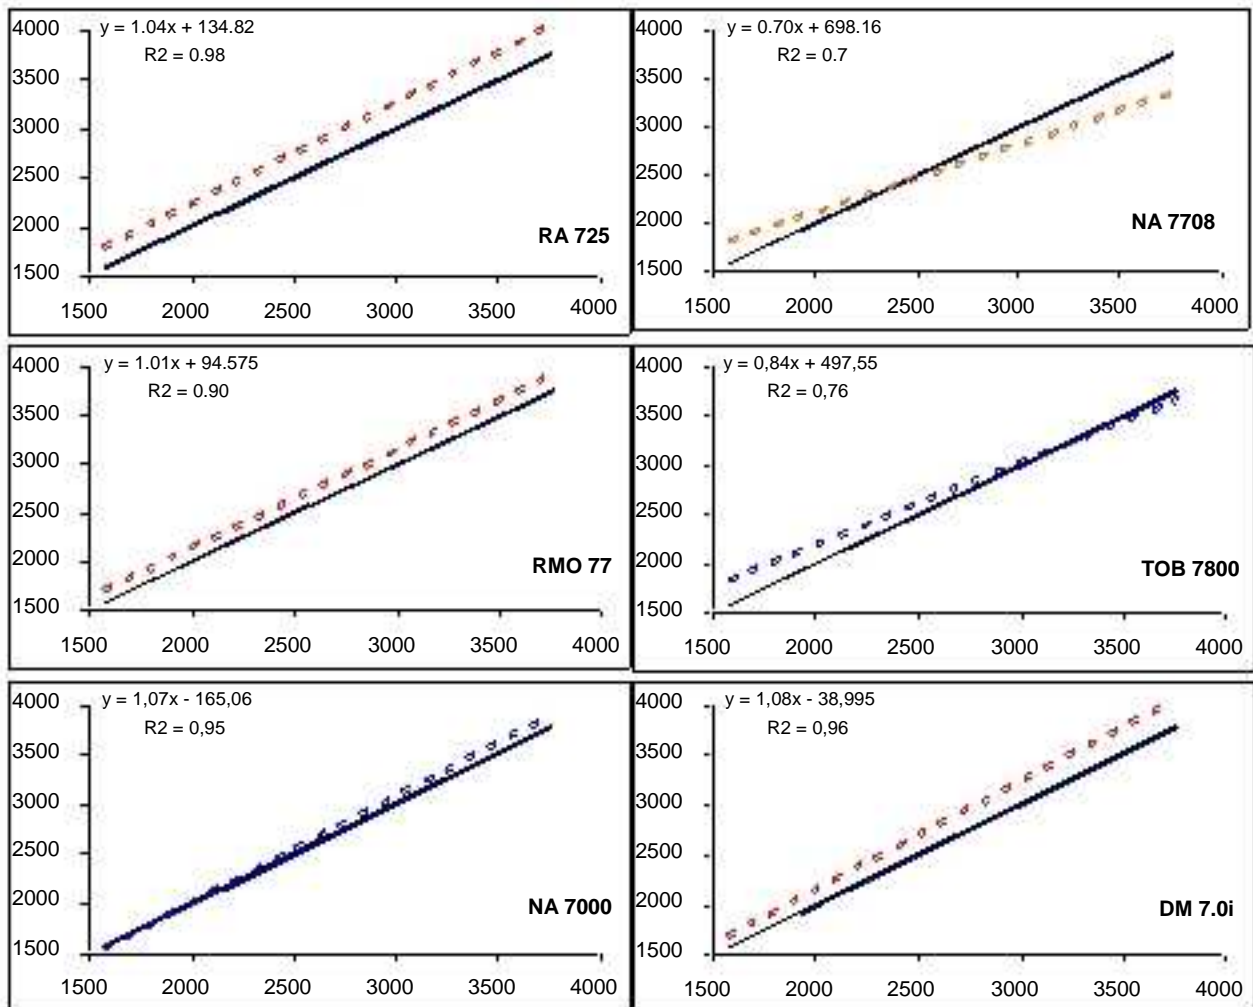 y = 1.04x + 134.82
R2 = 0.98
4000
3500
3000
2500
2000
1500
RA 725
1500 2000 2500 3000 3500 4000
y = 0.70x + 698.16
R2 = 0.7
4000
3500
3000
2500
2000
1500
NA 7708
1500 2000 2500 3000 3500 4000
y = 1.01x + 94.575
R2 = 0.90
4000
3500
3000
2500
2000
1500
RMO 77
1500 2000 2500 3000 3500 4000
y = 0,84x + 497,55
R2 = 0,76
4000
3500
3000
2500
2000
1500
TOB 7800
1500 2000 2500 3000 3500 4000
y = 1,07x - 165,06
R2 = 0,95
4000
3500
3000
2500
2000
1500
NA 7000
1500 2000 2500 3000 3500 4000
y = 1,08x - 38,995
R2 = 0,96
4000
3500
3000
2500
2000
1500
DM 7.0i
1500 2000 2500 3000 3500 4000